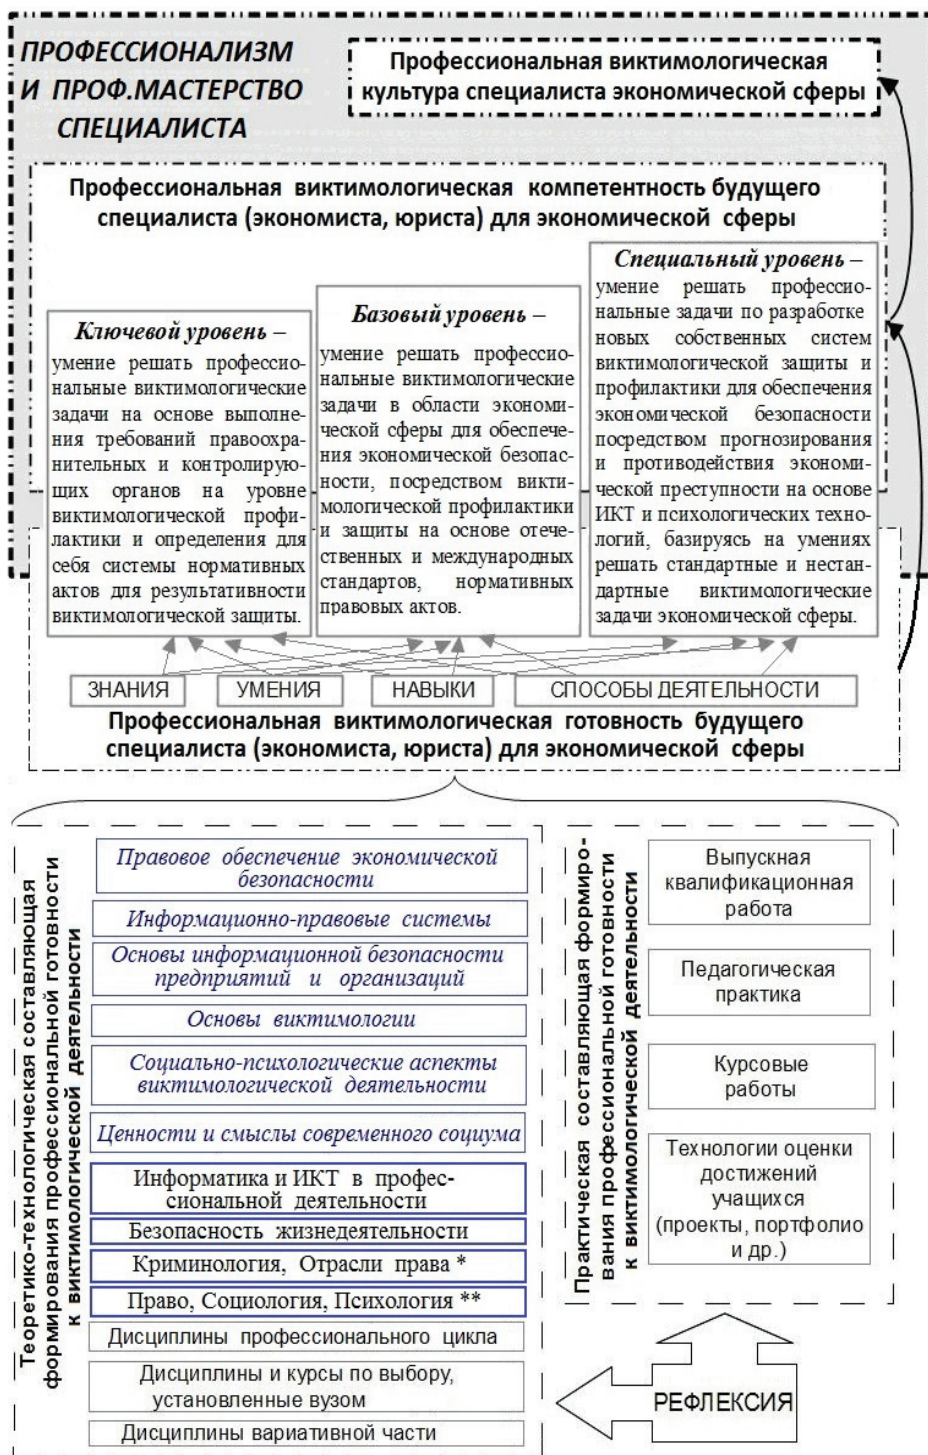 ПРОФЕССИОНАЛИЗМ
И ПРОФ.МАСТЕРСТВО
СПЕЦИАЛИСТА
Профессиональная виктимологическая
культура специалиста экономической сферы
Профессиональная виктимологическая компетентность будущего
специалиста (экономиста, юриста) для экономической сферы
Ключевой уровень –
умение решать профессио-
нальные виктимологические
задачи на основе выполне-
ния требований правоохра-
нительных и контролирую-
щих органов на уровне
виктимологической профи-
лактики и определения для
себя системы нормативных
актов для результативности
виктимологической защиты.
Базовый уровень –
умение решать профессио-
нальные виктимологические
задачи в области экономи-
ческой сферы для обеспече-
ния экономической безопас-
ности, посредством викти-
мологической профилактики
и защиты на основе отече-
ственных и международных
стандартов, нормативных
правовых актов.
Специальный уровень –
умение решать профессио-
нальные задачи по разработке
новых собственных систем
виктимологической защиты и
профилактики для обеспечения
экономической безопасности
посредством прогнозирования
и противодействия экономи-
ческой преступности на основе
ИКТ и психологических техно-
логий, базируясь на умениях
решать стандартные и нестан-
дартные виктимологические
задачи экономической сферы.
ЗНАНИЯ
УМЕНИЯ
НАВЫКИ
СПОСОБЫ ДЕЯТЕЛЬНОСТИ
Профессиональная виктимологическая готовность будущего
специалиста (экономиста, юриста) для экономической сферы
Теоретико-технологическая составляющая
формирования профессиональной готовности
к виктимологической деятельности
Правовое обеспечение экономической
безопасности
Информационно-правовые системы
Основы информационной безопасности
предприятий и организаций
Основы виктимологии
Социально-психологические аспекты
виктимологической деятельности
Ценности и смыслы современного социума
Информатика и ИКТ в профес-
сиональной деятельности
Безопасность жизнедеятельности
Криминология, Отрасли права *
Право, Социология, Психология **
Дисциплины профессионального цикла
Дисциплины и курсы по выбору,
установленные вузом
Дисциплины вариативной части
Практическая составляющая формиро-
вания профессиональной готовности
к виктимологической деятельности
Выпускная
квалификационная
работа
Педагогическая
практика
Курсовые
работы
Технологии оценки
достижений
учащихся
(проекты, портфолио
и др.)
РЕФЛЕКСИЯ